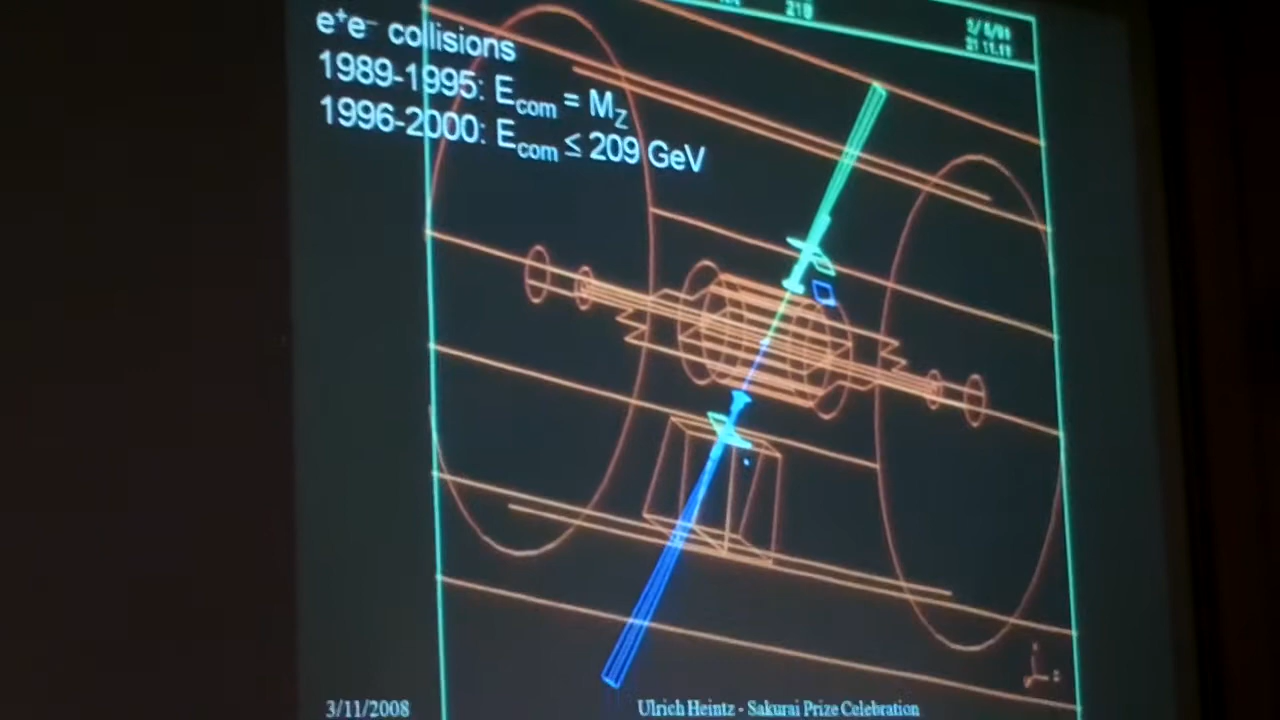 e⁺e⁻ collisions
1989-1995: E_com = M_Z
1996-2000: E_com ≤ 209 GeV
3/11/2008
Ulrich Heintz - Sakurai Prize Celebration